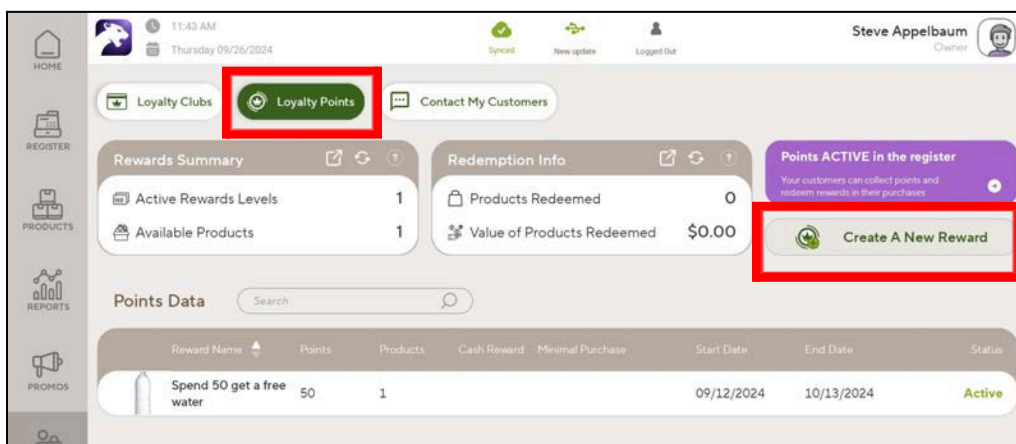 11:43 AM
Thursday 09/26/2024
Synced
New update
Logged Out
Steve Appelbaum
Owner
HOME
REGISTER
PRODUCTS
REPORTS
PROMOS
Loyalty Clubs
Loyalty Points
Contact My Customers
Rewards Summary
?
Active Rewards Levels 1
Available Products 1
Redemption Info
?
Products Redeemed 0
Value of Products Redeemed $0.00
Points ACTIVE in the register
Your customers can collect points and
redeem rewards in their purchases
Create A New Reward
Points Data
Search
Reward Name Points Products Cash Reward Minimal Purchase Start Date End Date Status
Spend 50 get a free
water
50 1 09/12/2024 10/13/2024 Active